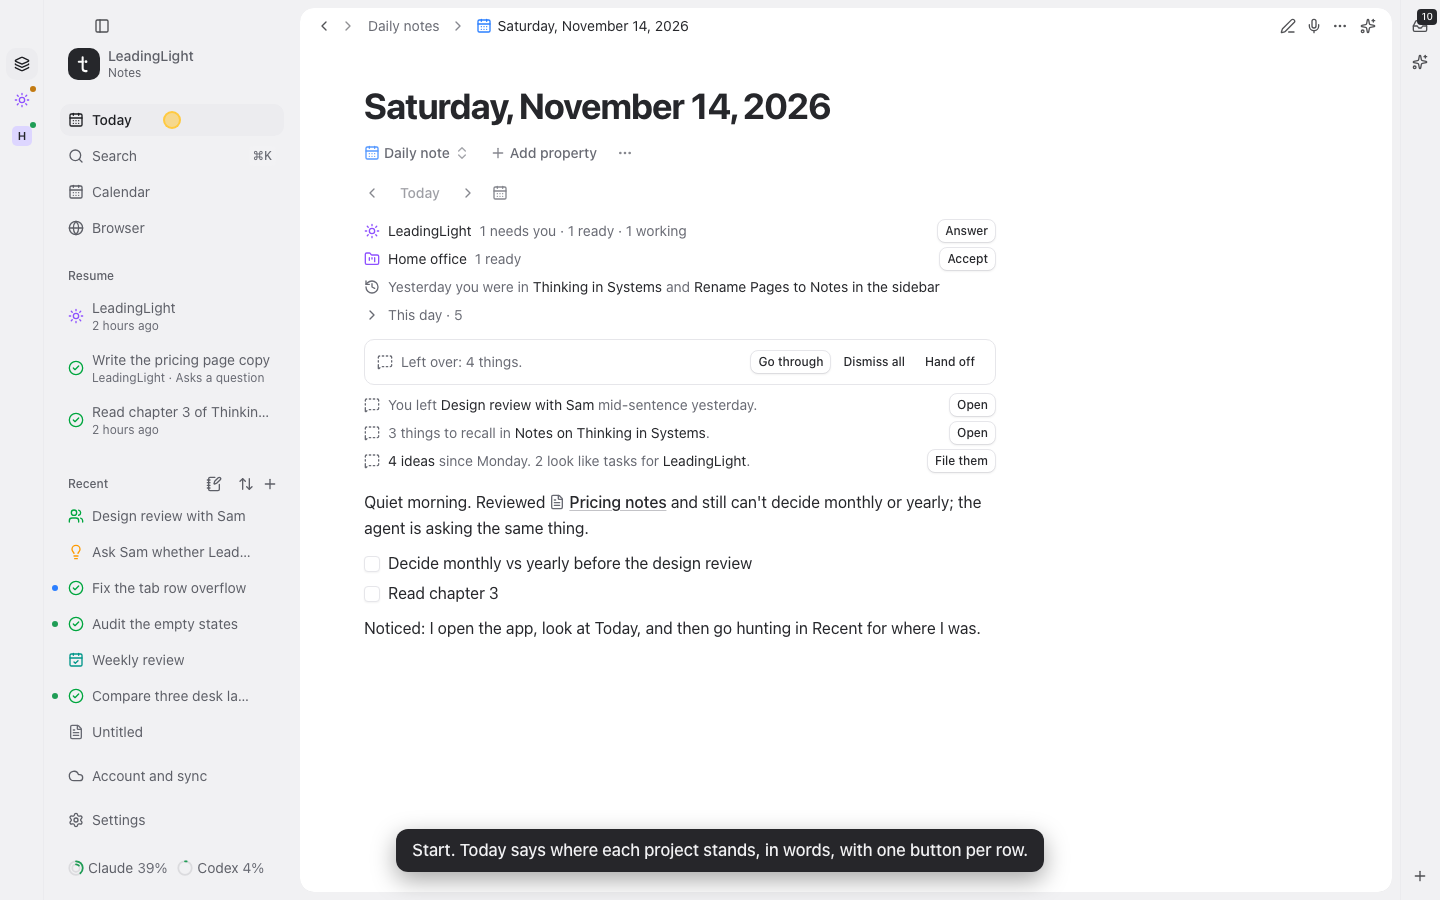 Daily notes
Saturday, November 14, 2026
10
LeadingLight
Notes
H
Today
Search ⌘K
Calendar
Browser
Resume
LeadingLight
2 hours ago
Write the pricing page copy
LeadingLight · Asks a question
Read chapter 3 of Thinkin...
2 hours ago
Recent
Design review with Sam
Ask Sam whether Lead...
Fix the tab row overflow
Audit the empty states
Weekly review
Compare three desk la...
Untitled
Account and sync
Settings
Claude 39% Codex 4%
Saturday, November 14, 2026
Daily note Add property
Today
LeadingLight 1 needs you · 1 ready · 1 working Answer
Home office 1 ready Accept
Yesterday you were in Thinking in Systems and Rename Pages to Notes in the sidebar
This day · 5
Left over: 4 things. Go through Dismiss all Hand off
You left Design review with Sam mid-sentence yesterday. Open
3 things to recall in Notes on Thinking in Systems. Open
4 ideas since Monday. 2 look like tasks for LeadingLight. File them
Quiet morning. Reviewed Pricing notes and still can't decide monthly or yearly; the
agent is asking the same thing.
Decide monthly vs yearly before the design review
Read chapter 3
Noticed: I open the app, look at Today, and then go hunting in Recent for where I was.
Start. Today says where each project stands, in words, with one button per row.